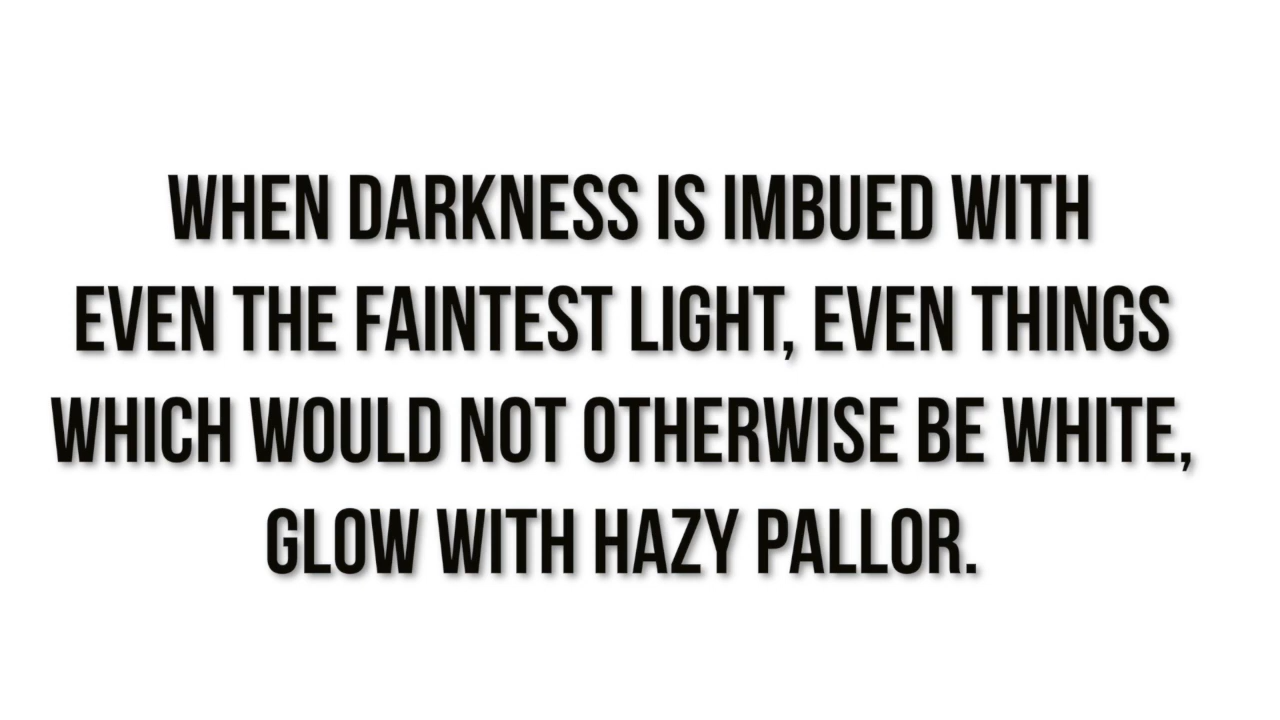 WHEN DARKNESS IS IMBUED WITH
EVEN THE FAINTEST LIGHT, EVEN THINGS
WHICH WOULD NOT OTHERWISE BE WHITE,
GLOW WITH HAZY PALLOR.